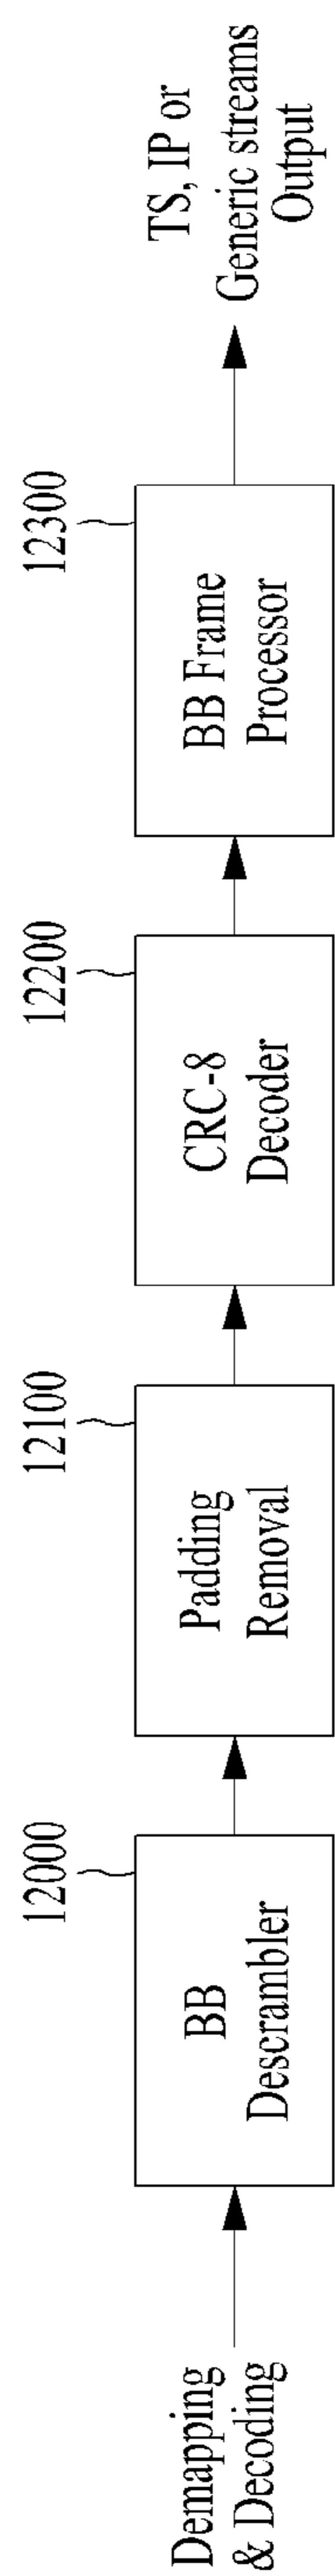 Demapping
& Decoding
12000
BB
Descrambler
12100
Padding
Removal
12200
CRC-8
Decoder
12300
BB Frame
Processor
TS, IP or
Generic streams
Output